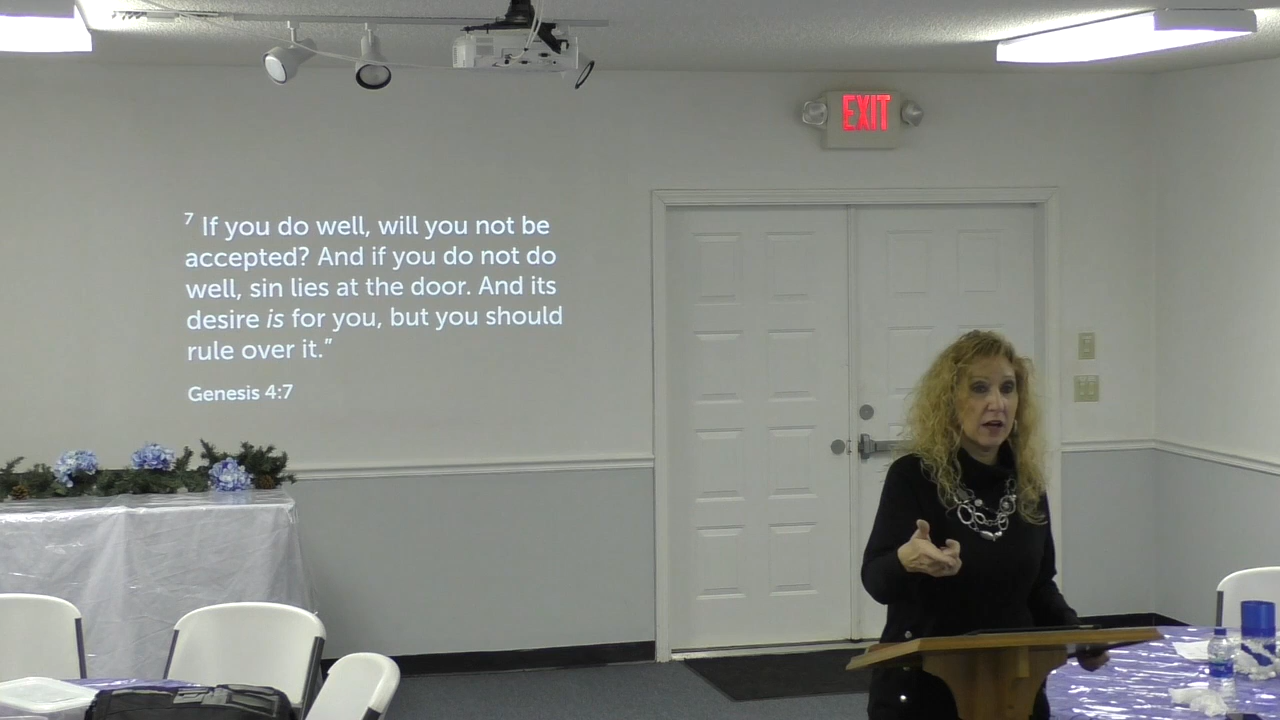 EXIT
7 If you do well, will you not be
accepted? And if you do not do
well, sin lies at the door. And its
desire is for you, but you should
rule over it.”
Genesis 4:7